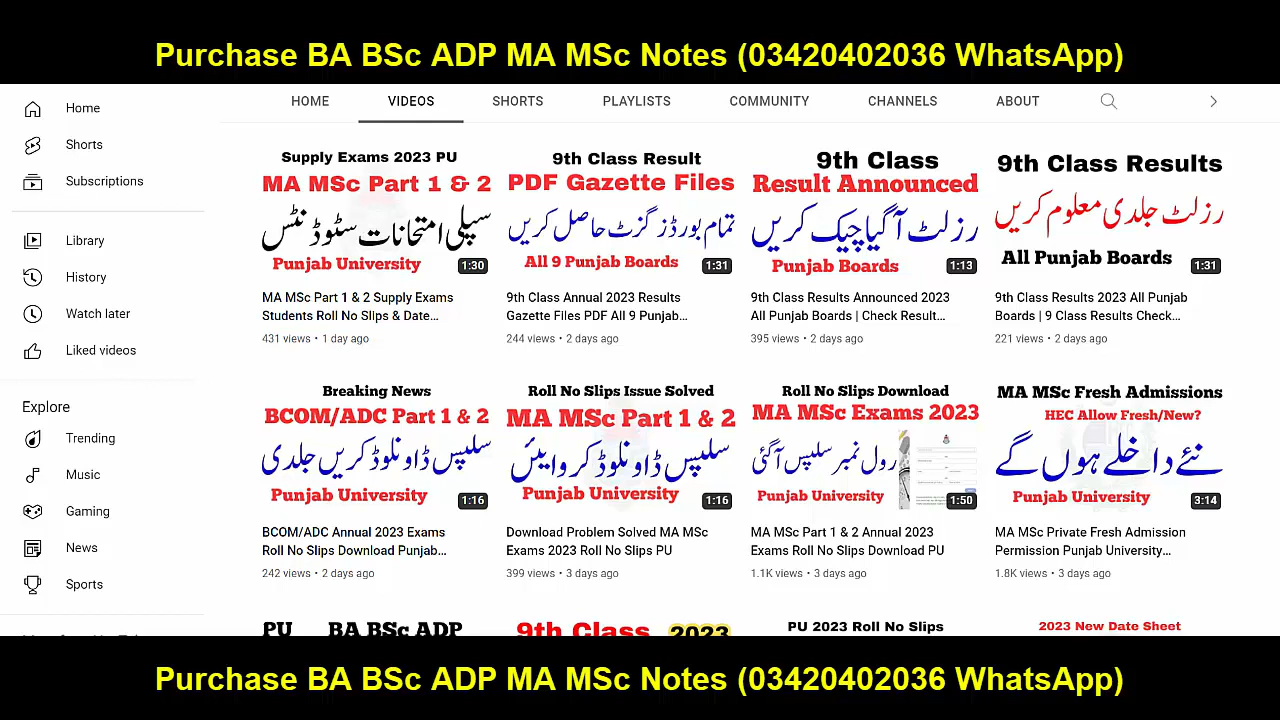 Purchase BA BSc ADP MA MSc Notes (03420402036 WhatsApp)
Home
Shorts
Subscriptions
Library
History
Watch later
Liked videos
Explore
Trending
Music
Gaming
News
Sports
HOME VIDEOS SHORTS PLAYLISTS COMMUNITY CHANNELS ABOUT
Supply Exams 2023 PU
MA MSc Part 1 & 2
سپلی امتحانات سٹوڈنٹس
Punjab University
1:30
MA MSc Part 1 & 2 Supply Exams
Students Roll No Slips & Date...
431 views • 1 day ago
9th Class Result
PDF Gazette Files
تمام بورڈز گزٹ حاصل کریں
All 9 Punjab Boards
1:31
9th Class Annual 2023 Results
Gazette FIles PDF All 9 Punjab...
244 views • 2 days ago
9th Class
Result Announced
رزلٹ آگیا چیک کریں
Punjab Boards
1:13
9th Class Results Announced 2023
All Punjab Boards | Check Result...
395 views • 2 days ago
9th Class Results
رزلٹ جلدی معلوم کریں
All Punjab Boards
1:31
9th Class Results 2023 All Punjab
Boards | 9 Class Results Check...
221 views • 2 days ago
Breaking News
BCOM/ADC Part 1 & 2
سلپس ڈاونلوڈ کریں جلدی
Punjab University
1:16
BCOM/ADC Annual 2023 Exams
Roll No Slips Download Punjab...
242 views • 2 days ago
Roll No Slips Issue Solved
MA MSc Part 1 & 2
سلپس ڈاونلوڈ کروایئں
Punjab University
1:16
Download Problem Solved MA MSc
Exams 2023 Roll No Slips PU
399 views • 3 days ago
Roll No Slips Download
MA MSc Exams 2023
رول نمبر سلپس آگئی
Punjab University
1:50
MA MSc Part 1 & 2 Annual 2023
Exams Roll No Slips Download PU
1.1K views • 3 days ago
MA MSc Fresh Admissions
HEC Allow Fresh/New?
نئے داخلے ہوں گے
Punjab University
3:14
MA MSc Private Fresh Admission
Permission Punjab University...
1.8K views • 3 days ago
PU BA BSc ADP
9th Class 2023
PU 2023 Roll No Slips
2023 New Date Sheet
Purchase BA BSc ADP MA MSc Notes (03420402036 WhatsApp)